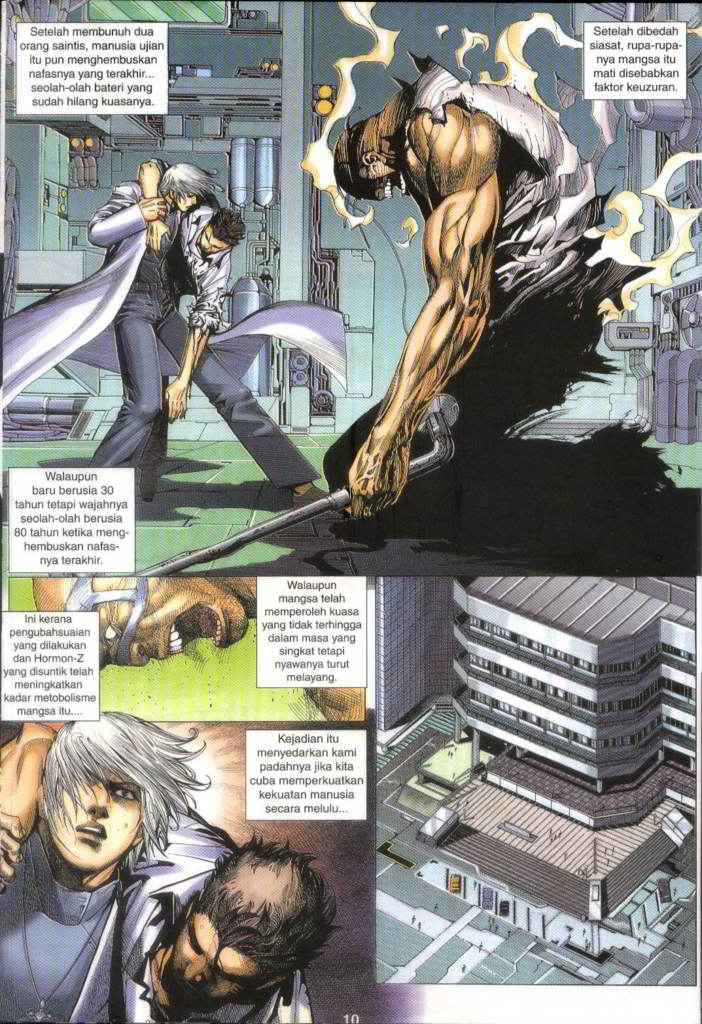 Setelah membunuh dua
orang saintis, manusia ujian
itu pun menghembuskan
nafasnya yang terakhir...
seolah-olah bateri yang
sudah hilang kuasanya.
Setelah dibedah
siasat, rupa-rupa-
nya mangsa itu
mati disebabkan
faktor keuzuran.
Walaupun
baru berusia 30
tahun tetapi wajahnya
seolah-olah berusia
80 tahun ketika meng-
hembuskan nafas-
nya terakhir.
Ini kerana
pengubahsuaian
yang dilakukan
dan Hormon-Z
yang disuntik telah
meningkatkan
kadar metobolisme
mangsa itu....
Walaupun
mangsa telah
memperoleh kuasa
yang tidak terhingga
dalam masa yang
singkat tetapi
nyawanya turut
melayang.
Kejadian itu
menyedarkan kami
padahnya jika kita
cuba memperkuatkan
kekuatan manusia
secara melulu...
10